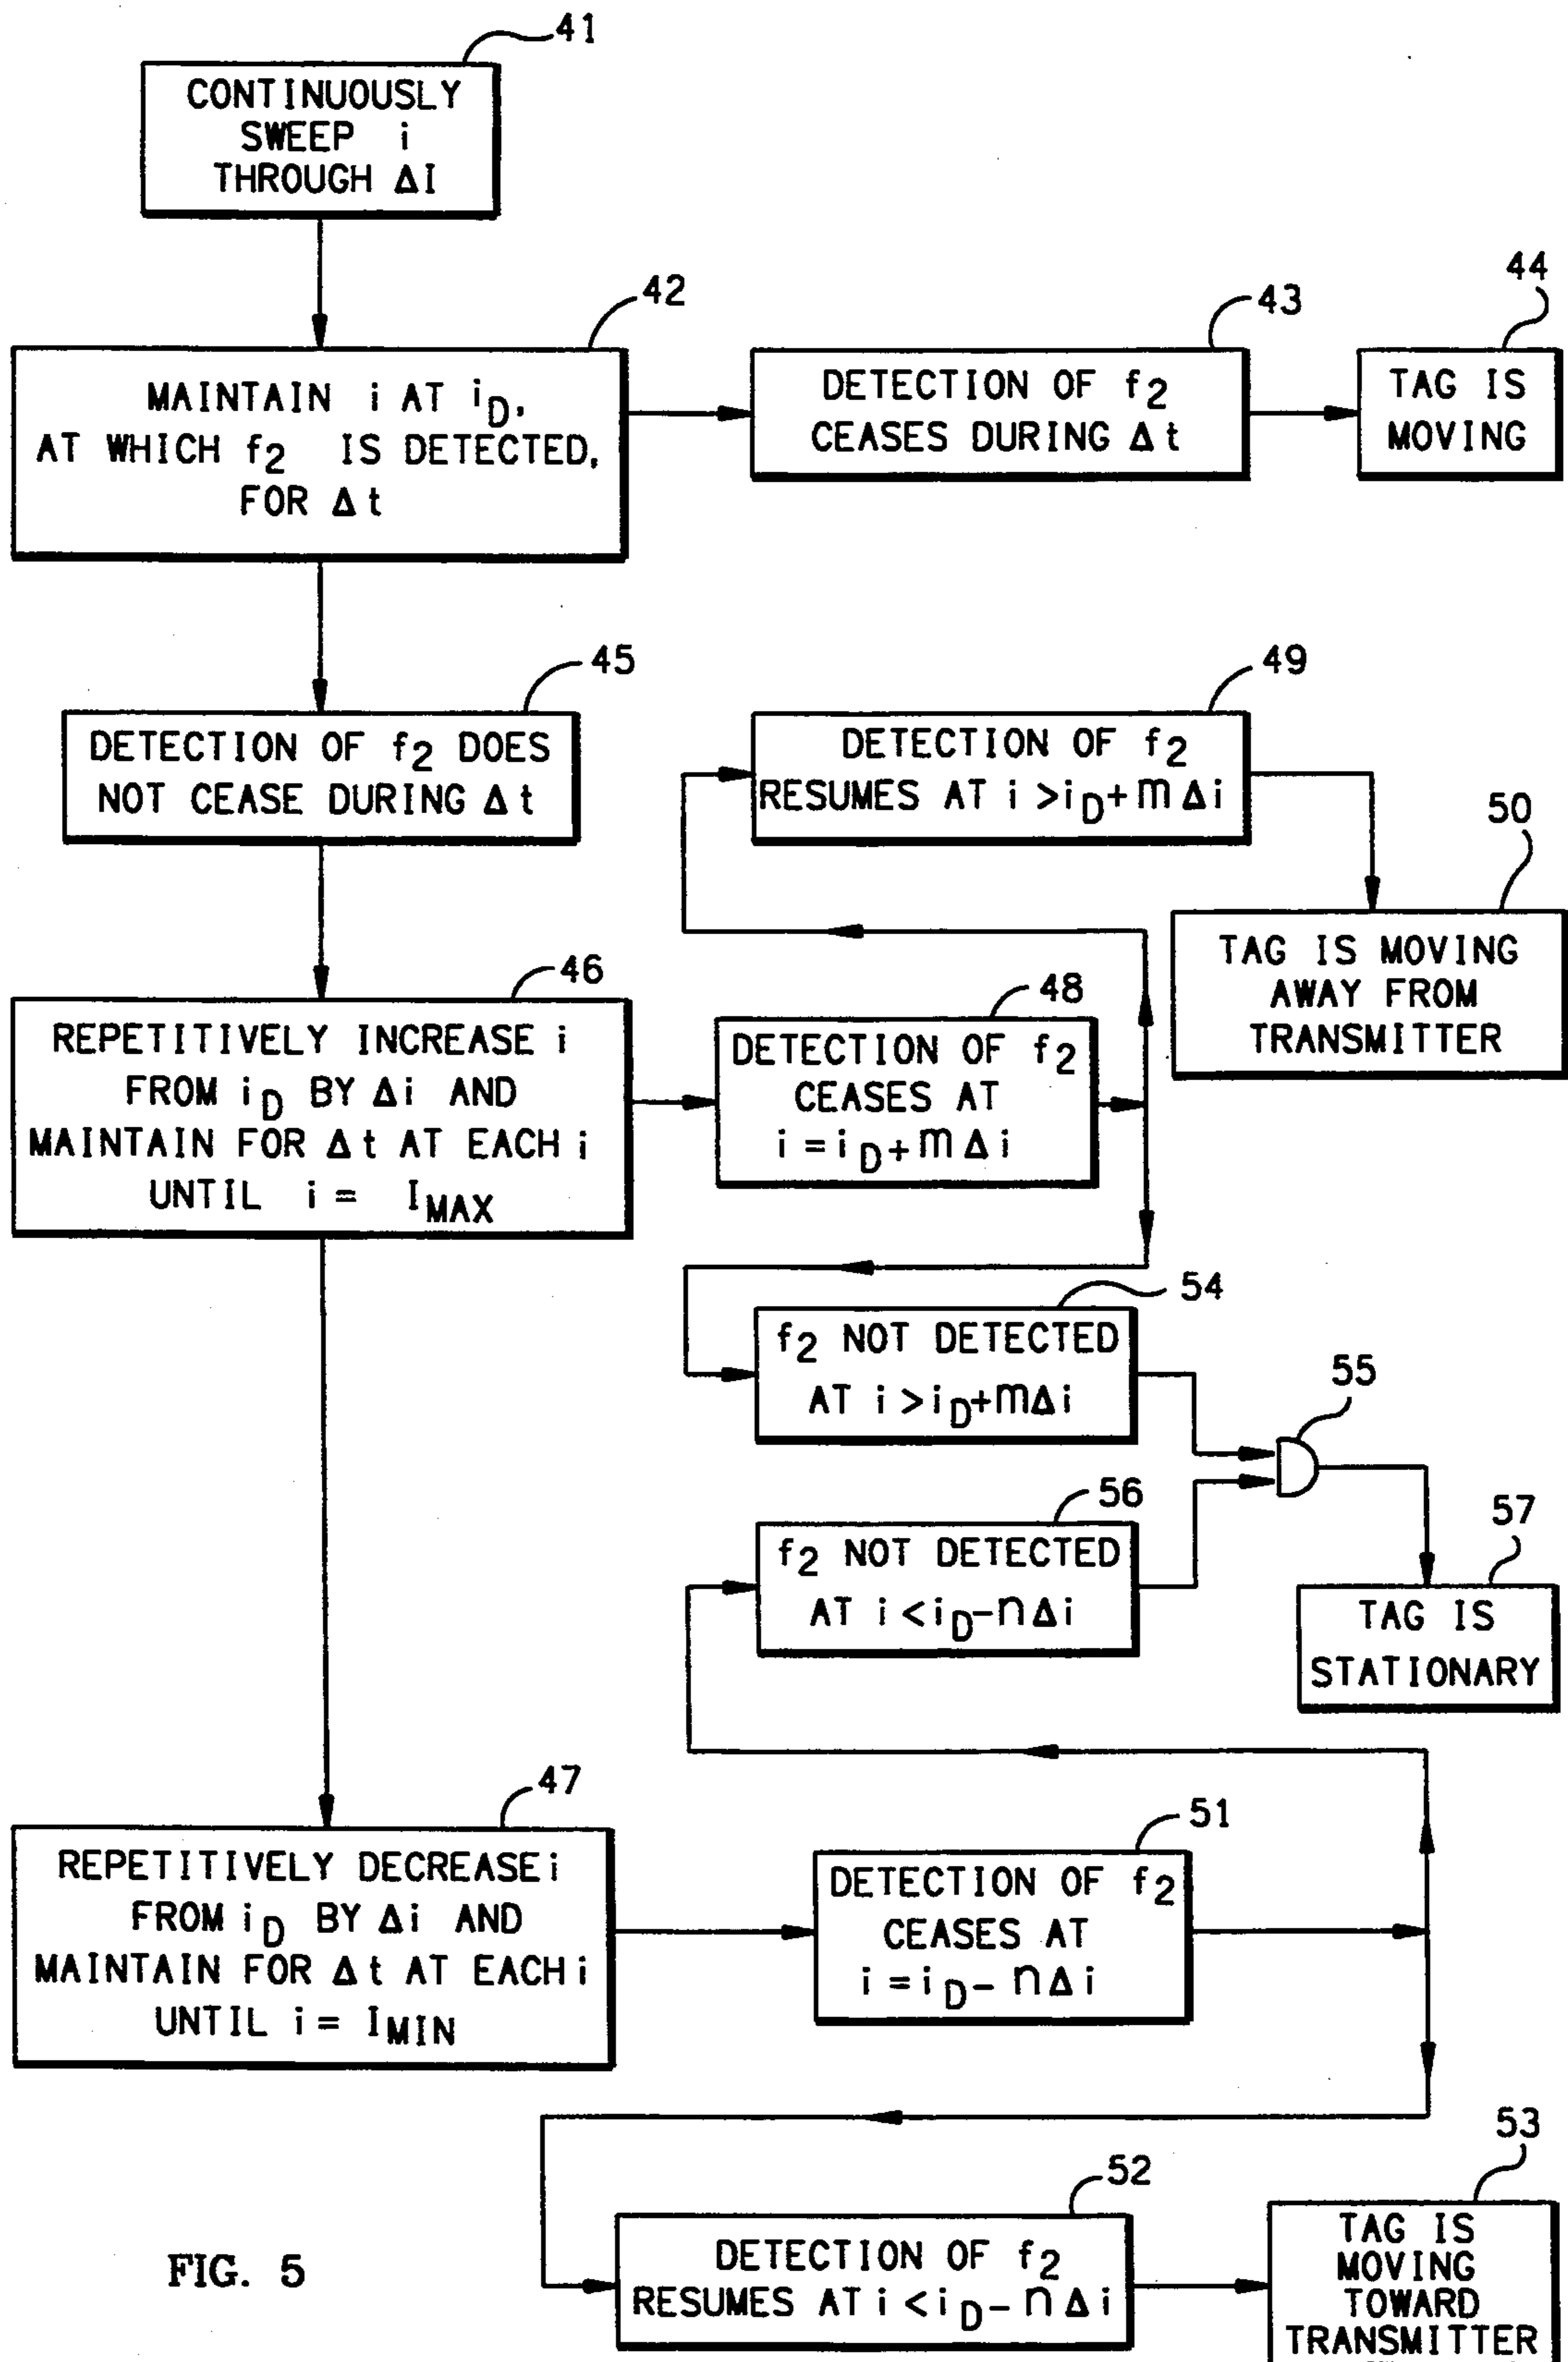 41
CONTINUOUSLY
SWEEP i
THROUGH ΔI
42
MAINTAIN i AT iD,
AT WHICH f2 IS DETECTED,
FOR Δt
43
DETECTION OF f2
CEASES DURING Δt
44
TAG IS
MOVING
45
DETECTION OF f2 DOES
NOT CEASE DURING Δt
49
DETECTION OF f2
RESUMES AT i >iD+mΔi
50
TAG IS MOVING
AWAY FROM
TRANSMITTER
46
REPETITIVELY INCREASE i
FROM iD BY Δi AND
MAINTAIN FOR Δt AT EACH i
UNTIL i = IMAX
48
DETECTION OF f2
CEASES AT
i = iD+mΔi
54
f2 NOT DETECTED
AT i >iD+mΔi
55
56
f2 NOT DETECTED
AT i <iD-nΔi
57
TAG IS
STATIONARY
47
REPETITIVELY DECREASE i
FROM iD BY Δi AND
MAINTAIN FOR Δt AT EACH i
UNTIL i = IMIN
51
DETECTION OF f2
CEASES AT
i = iD- nΔi
52
DETECTION OF f2
RESUMES AT i <iD- nΔi
53
TAG IS
MOVING
TOWARD
TRANSMITTER
FIG. 5